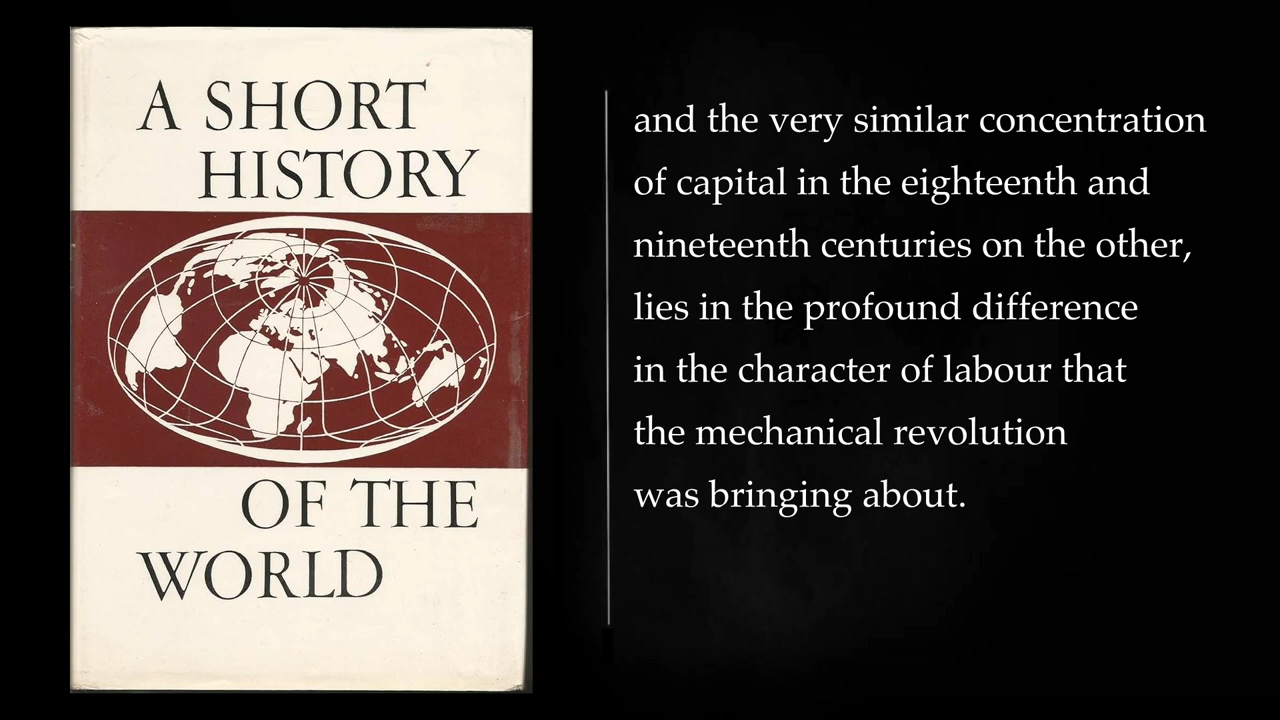 A SHORT
HISTORY
OF THE
WORLD
and the very similar concentration
of capital in the eighteenth and
nineteenth centuries on the other,
lies in the profound difference
in the character of labour that
the mechanical revolution
was bringing about.